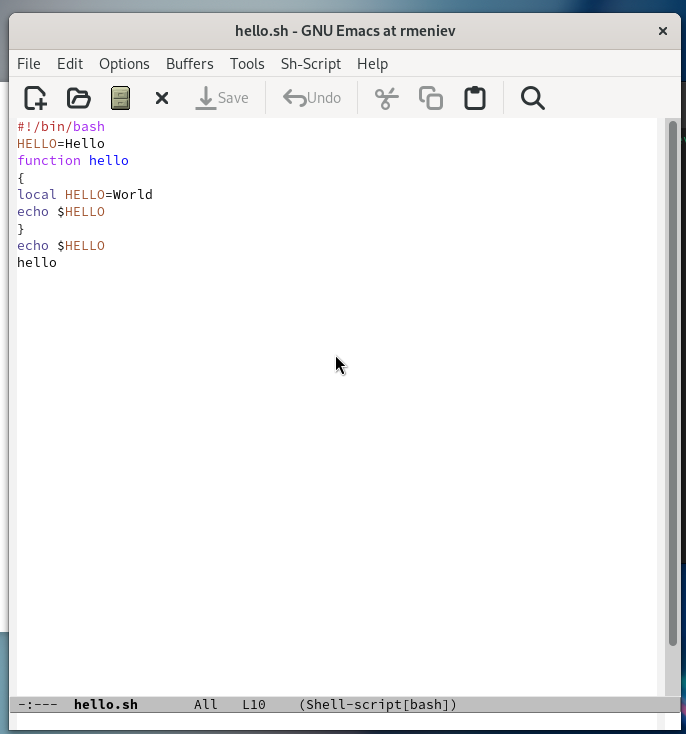 hello.sh - GNU Emacs at rmeniev
File Edit Options Buffers Tools Sh-Script Help
Save Undo
#!/bin/bash
HELLO=Hello
function hello
{
local HELLO=World
echo $HELLO
}
echo $HELLO
hello
-:--- hello.sh All L10 (Shell-script[bash])